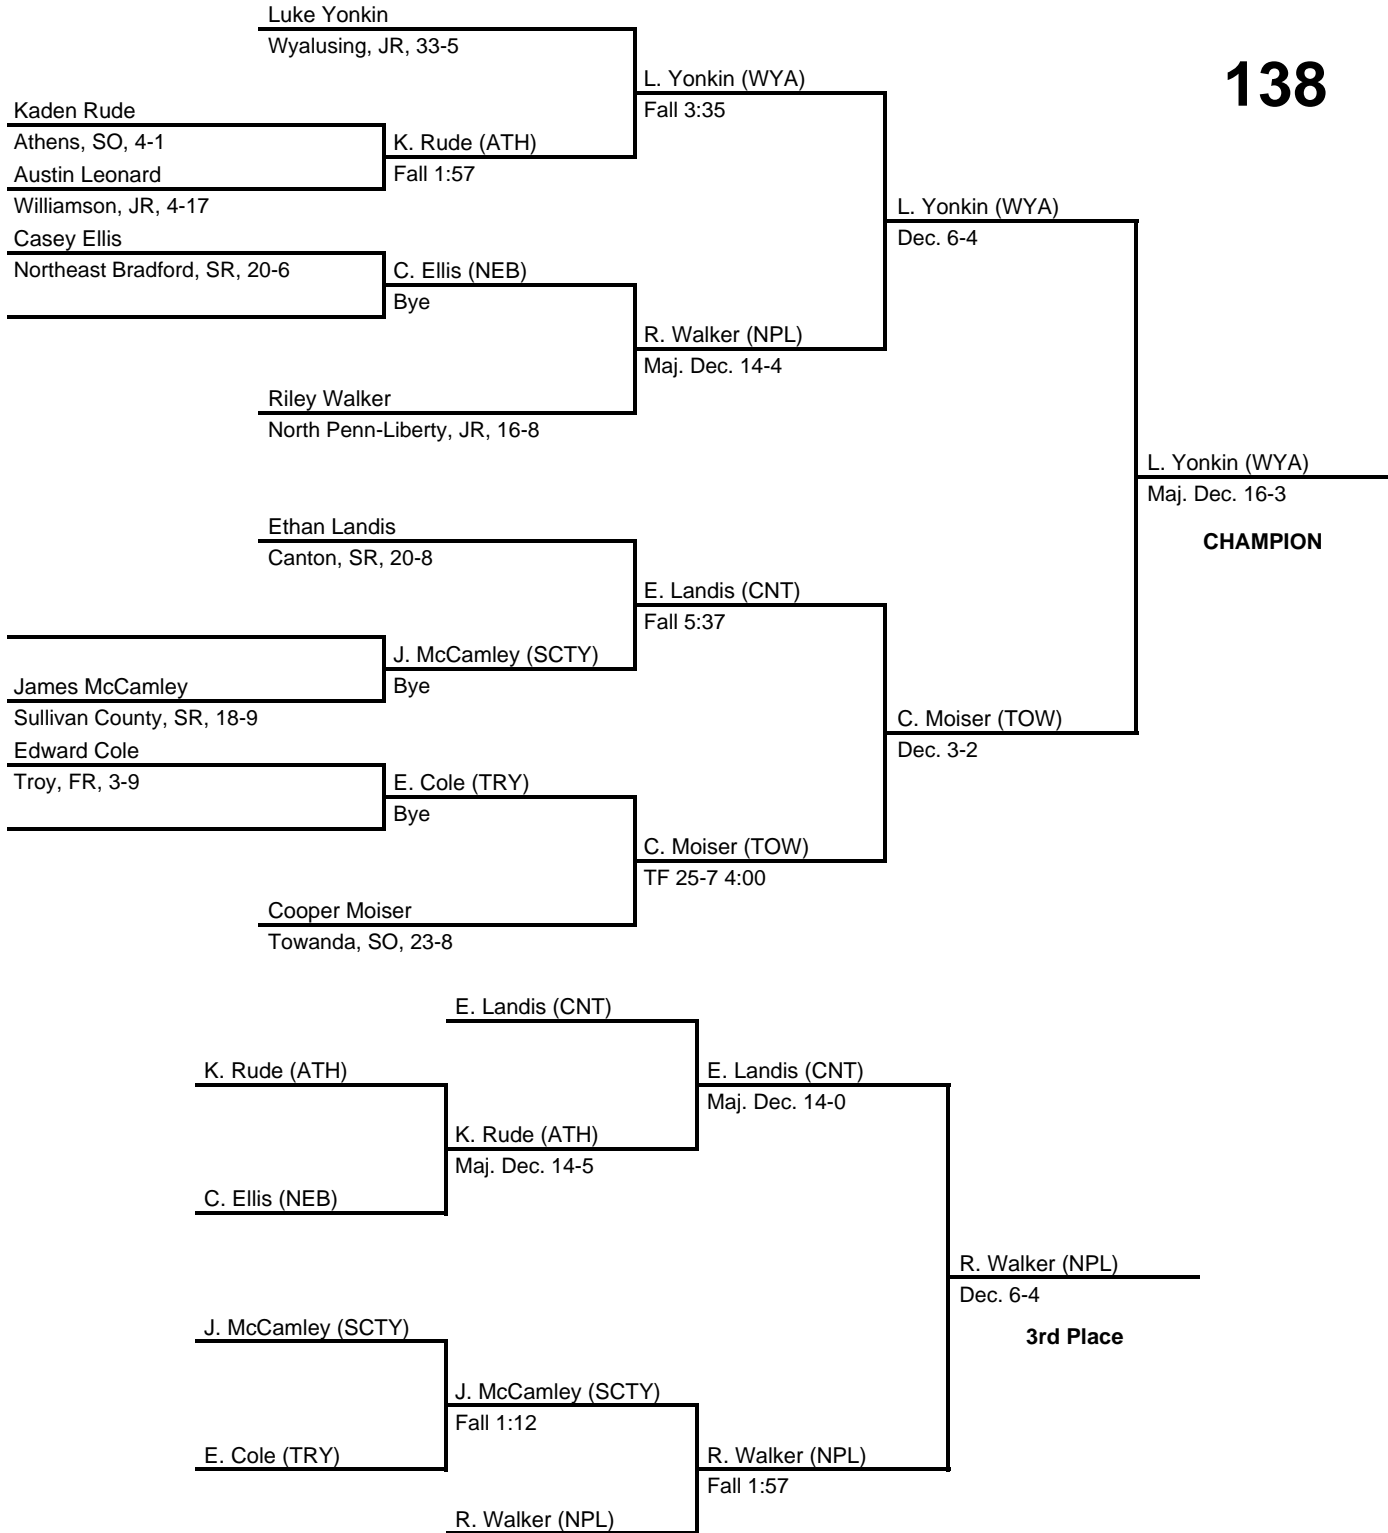 Luke Yonkin
Wyalusing, JR, 33-5
138
L. Yonkin (WYA)
Fall 3:35
Kaden Rude
Athens, SO, 4-1
K. Rude (ATH)
Fall 1:57
Austin Leonard
Williamson, JR, 4-17
L. Yonkin (WYA)
Dec. 6-4
Casey Ellis
Northeast Bradford, SR, 20-6
C. Ellis (NEB)
Bye
R. Walker (NPL)
Maj. Dec. 14-4
Riley Walker
North Penn-Liberty, JR, 16-8
L. Yonkin (WYA)
Maj. Dec. 16-3
CHAMPION
Ethan Landis
Canton, SR, 20-8
E. Landis (CNT)
Fall 5:37
J. McCamley (SCTY)
Bye
James McCamley
Sullivan County, SR, 18-9
C. Moiser (TOW)
Dec. 3-2
Edward Cole
Troy, FR, 3-9
E. Cole (TRY)
Bye
C. Moiser (TOW)
TF 25-7 4:00
Cooper Moiser
Towanda, SO, 23-8
E. Landis (CNT)
K. Rude (ATH)
E. Landis (CNT)
Maj. Dec. 14-0
K. Rude (ATH)
Maj. Dec. 14-5
C. Ellis (NEB)
R. Walker (NPL)
Dec. 6-4
3rd Place
J. McCamley (SCTY)
J. McCamley (SCTY)
Fall 1:12
E. Cole (TRY)
R. Walker (NPL)
Fall 1:57
R. Walker (NPL)